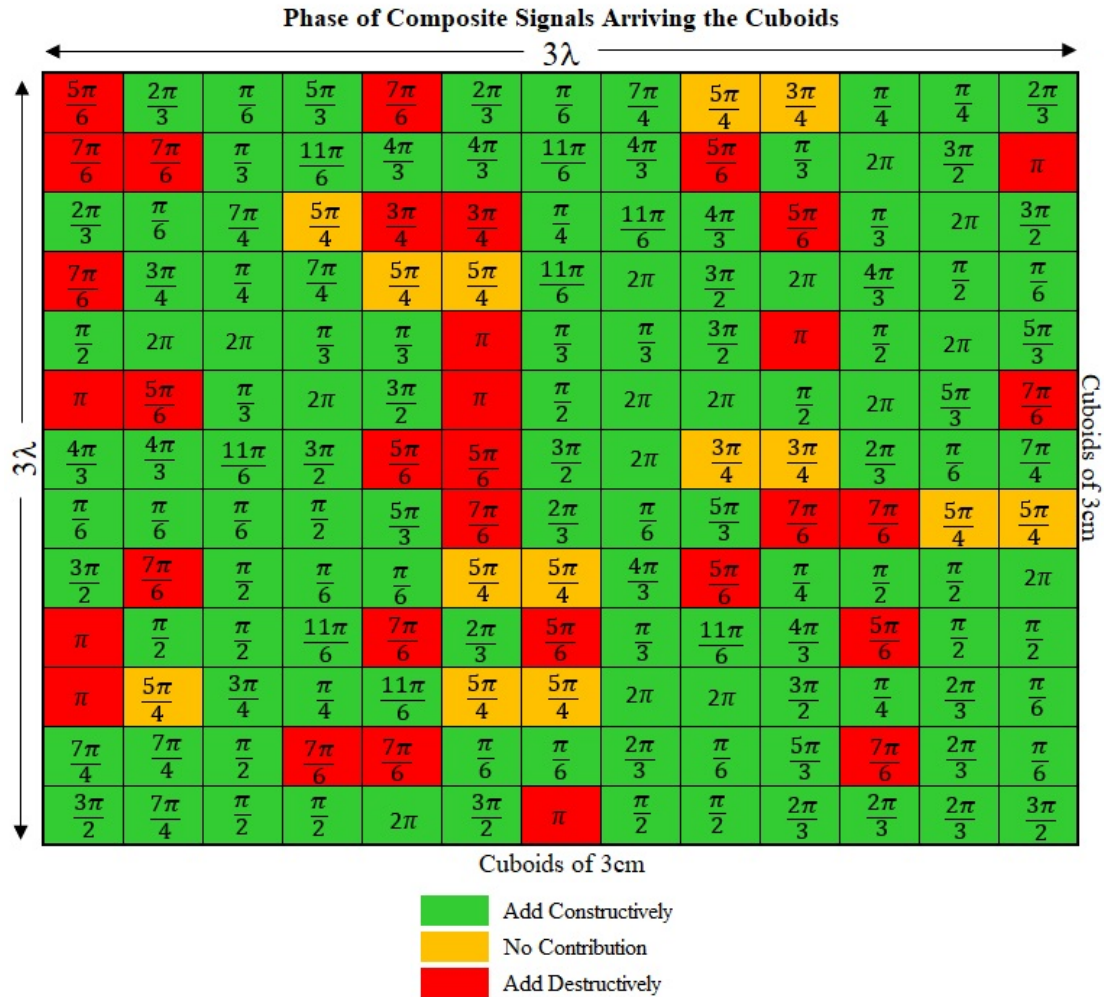 Phase of Composite Signals Arriving the Cuboids
3λ
5π/6 2π/3 π/6 5π/3 7π/6 2π/3 π/6 7π/4 5π/4 3π/4 π/4 π/4 2π/3
7π/6 7π/6 π/3 11π/6 4π/3 4π/3 11π/6 4π/3 5π/6 π/3 2π 3π/2 π
2π/3 π/6 7π/4 5π/4 3π/4 3π/4 π/4 11π/6 4π/3 5π/6 π/3 2π 3π/2
7π/6 3π/4 π/4 7π/4 5π/4 5π/4 11π/6 2π 3π/2 2π 4π/3 π/2 π/6
π/2 2π 2π π/3 π/3 π π/3 π/3 3π/2 π π/2 2π 5π/3
π 5π/6 π/3 2π 3π/2 π π/2 2π 2π π/2 2π 5π/3 7π/6
4π/3 4π/3 11π/6 3π/2 5π/6 5π/6 3π/2 2π 3π/4 3π/4 2π/3 π/6 7π/4
π/6 π/6 π/6 π/2 5π/3 7π/6 2π/3 π/6 5π/3 7π/6 7π/6 5π/4 5π/4
3π/2 7π/6 π/2 π/6 π/6 5π/4 5π/4 4π/3 5π/6 π/4 π/2 π/2 2π
π π/2 π/2 11π/6 7π/6 2π/3 5π/6 π/3 11π/6 4π/3 5π/6 π/2 π/2
π 5π/4 3π/4 π/4 11π/6 5π/4 5π/4 2π 2π 3π/2 π/4 2π/3 π/6
7π/4 7π/4 π/2 7π/6 7π/6 π/6 π/6 2π/3 π/6 5π/3 7π/6 2π/3 π/6
3π/2 7π/4 π/2 π/2 2π 3π/2 π π/2 π/2 2π/3 2π/3 2π/3 3π/2
3λ
Cuboids of 3cm
Cuboids of 3cm
Add Constructively
No Contribution
Add Destructively